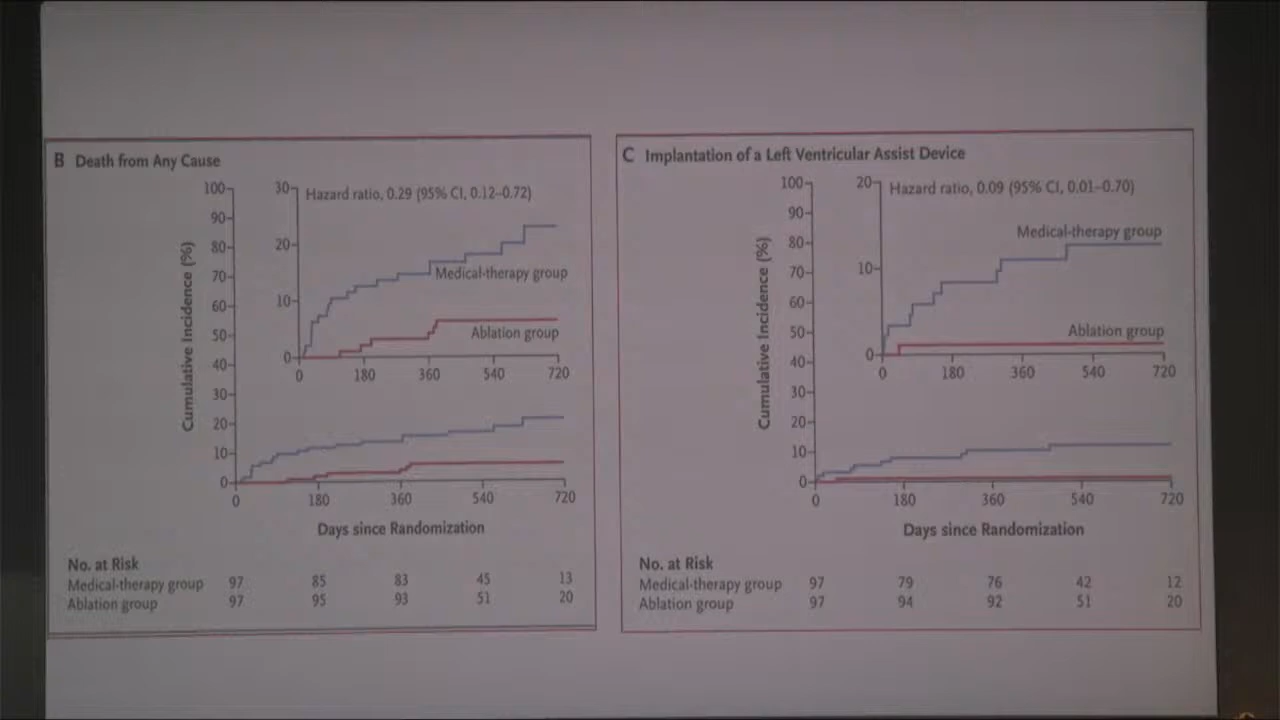 B Death from Any Cause
Cumulative Incidence (%)
100
90
80
70
60
50
40
30
20
10
0
0 180 360 540 720
30
20
10
0
0 180 360 540 720
Hazard ratio, 0.29 (95% CI, 0.12–0.72)
Medical-therapy group
Ablation group
Days since Randomization
No. at Risk
Medical-therapy group 97 85 83 45 13
Ablation group 97 95 93 51 20
C Implantation of a Left Ventricular Assist Device
Cumulative Incidence (%)
100
90
80
70
60
50
40
30
20
10
0
0 180 360 540 720
20
10
0
0 180 360 540 720
Hazard ratio, 0.09 (95% CI, 0.01–0.70)
Medical-therapy group
Ablation group
Days since Randomization
No. at Risk
Medical-therapy group 97 79 76 42 12
Ablation group 97 94 92 51 20